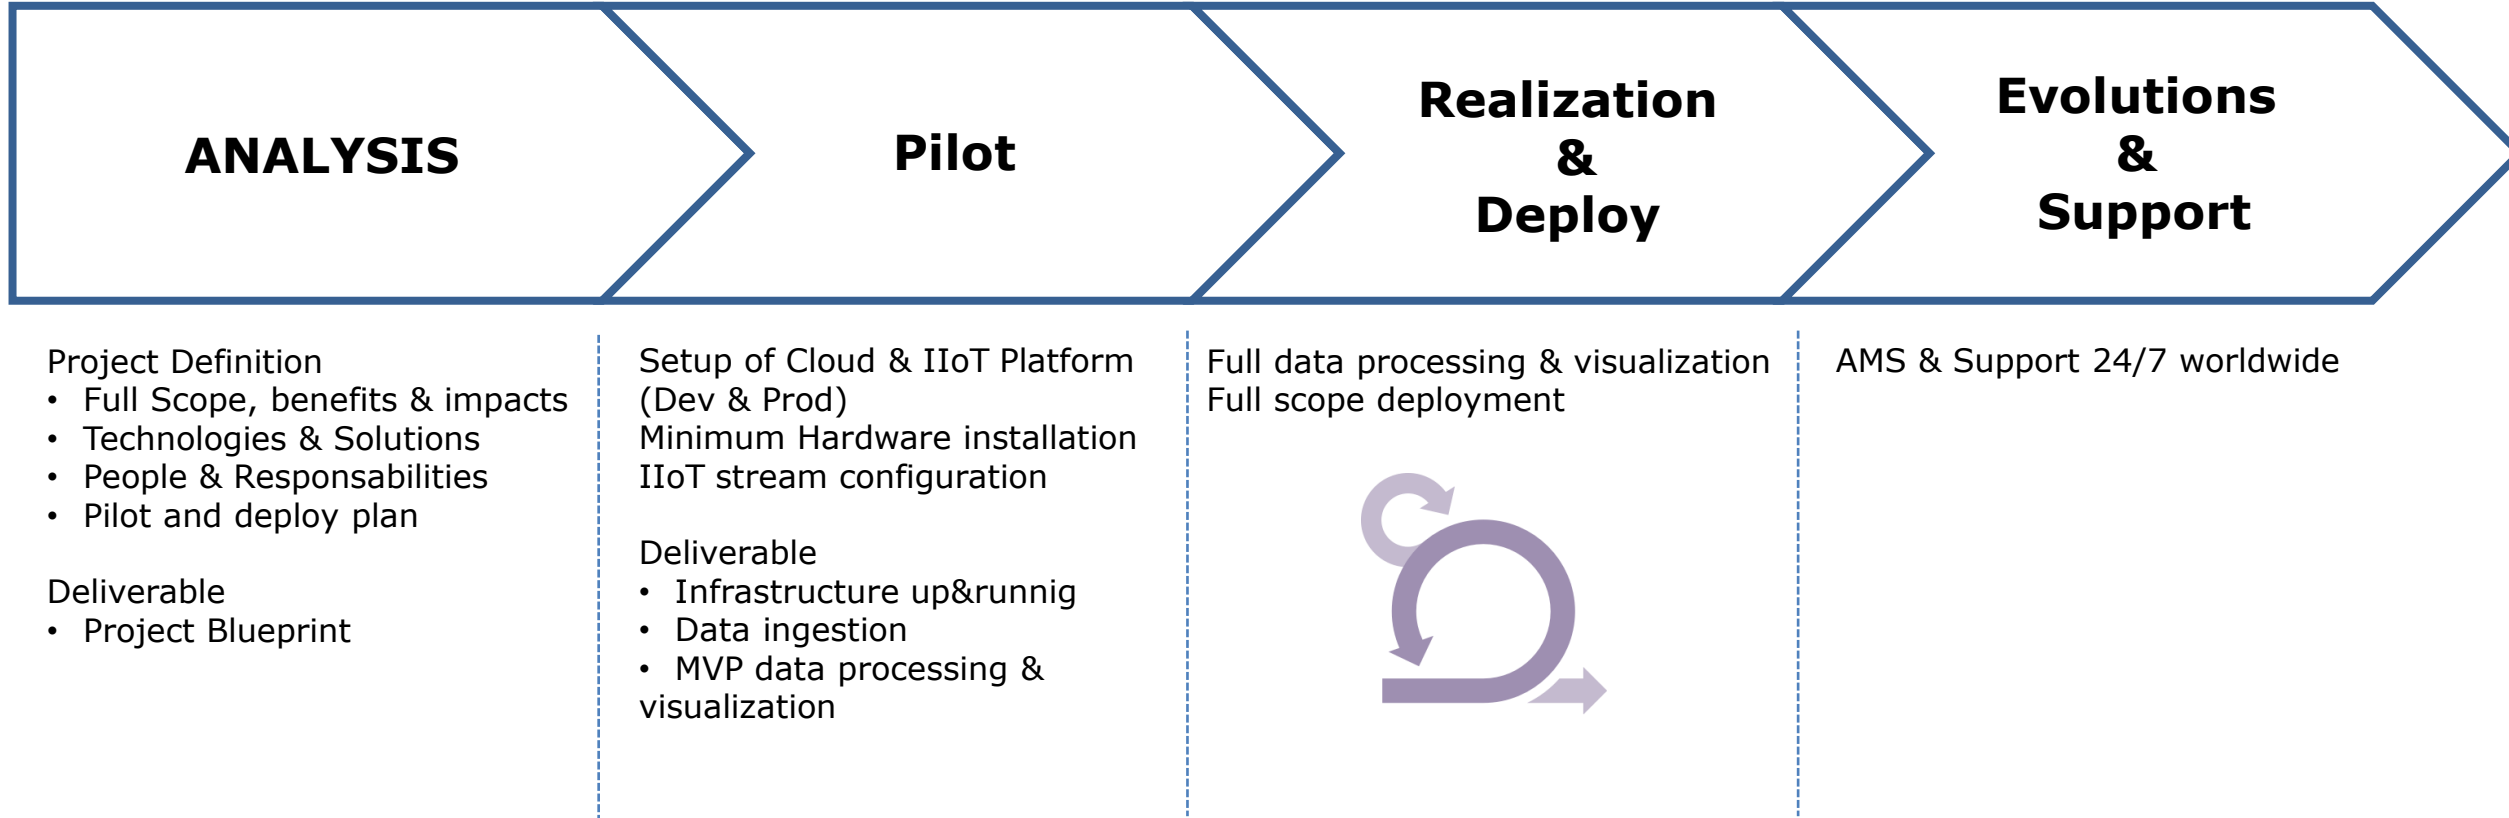 ANALYSIS
Pilot
Realization
&
Deploy
Evolutions
&
Support
Project Definition
• Full Scope, benefits & impacts
• Technologies & Solutions
• People & Responsabilities
• Pilot and deploy plan
Deliverable
• Project Blueprint
Setup of Cloud & IIoT Platform
(Dev & Prod)
Minimum Hardware installation
IIoT stream configuration
Deliverable
• Infrastructure up&runnig
• Data ingestion
• MVP data processing &
visualization
Full data processing & visualization
Full scope deployment
AMS & Support 24/7 worldwide